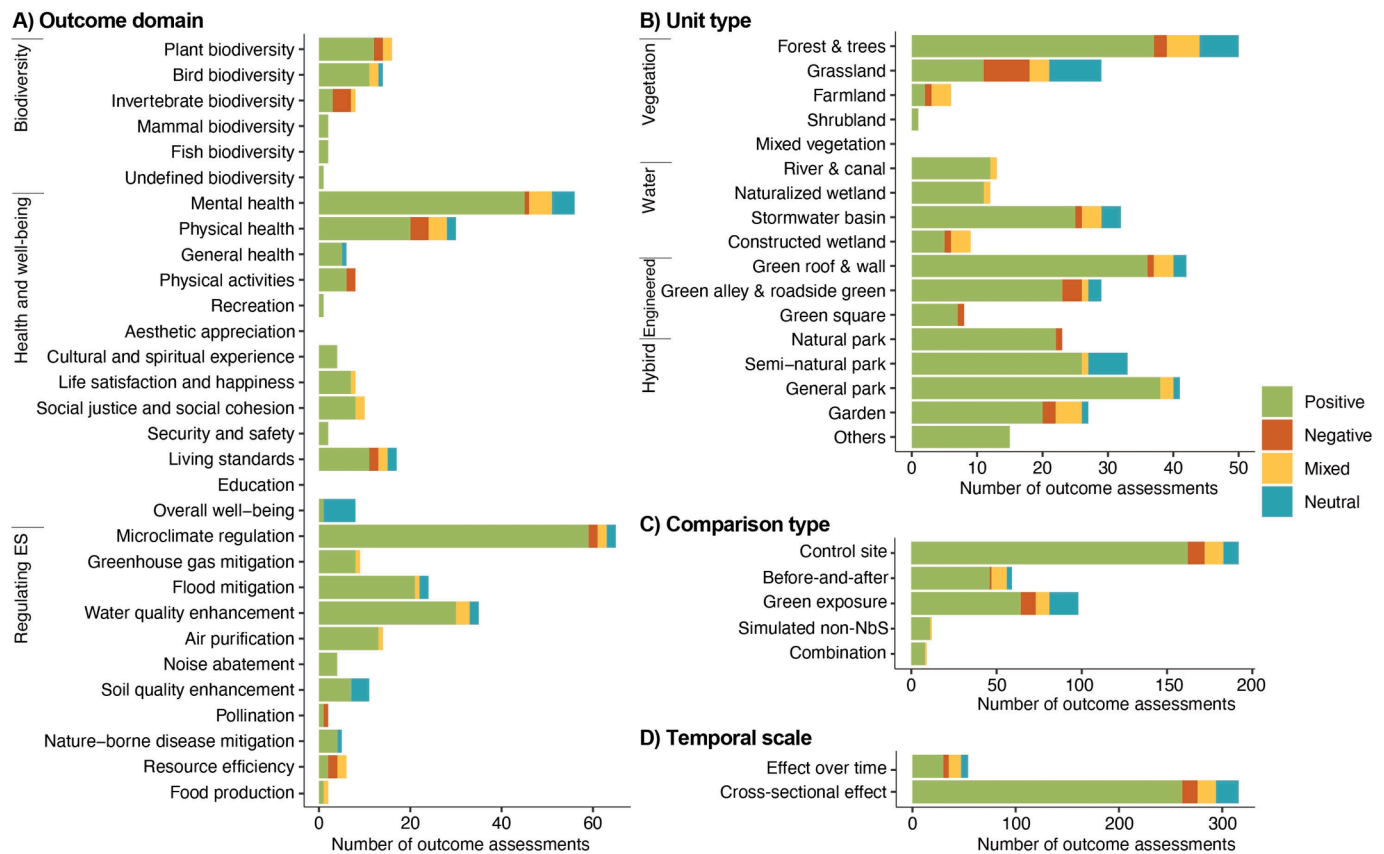 A) Outcome domain
Biodiversity
Plant biodiversity
Bird biodiversity
Invertebrate biodiversity
Mammal biodiversity
Fish biodiversity
Undefined biodiversity
Health and well-being
Mental health
Physical health
General health
Physical activities
Recreation
Aesthetic appreciation
Cultural and spiritual experience
Life satisfaction and happiness
Social justice and social cohesion
Security and safety
Living standards
Education
Overall well−being
Regulating ES
Microclimate regulation
Greenhouse gas mitigation
Flood mitigation
Water quality enhancement
Air purification
Noise abatement
Soil quality enhancement
Pollination
Nature−borne disease mitigation
Resource efficiency
Food production
0 20 40 60
Number of outcome assessments
B) Unit type
Vegetation
Forest & trees
Grassland
Farmland
Shrubland
Mixed vegetation
Water
River & canal
Naturalized wetland
Stormwater basin
Constructed wetland
Engineered
Green roof & wall
Green alley & roadside green
Green square
Hybird
Natural park
Semi−natural park
General park
Garden
Others
0 10 20 30 40 50
Number of outcome assessments
Positive
Negative
Mixed
Neutral
C) Comparison type
Control site
Before-and−after
Green exposure
Simulated non-NbS
Combination
0 50 100 150 200
Number of outcome assessments
D) Temporal scale
Effect over time
Cross-sectional effect
0 100 200 300
Number of outcome assessments